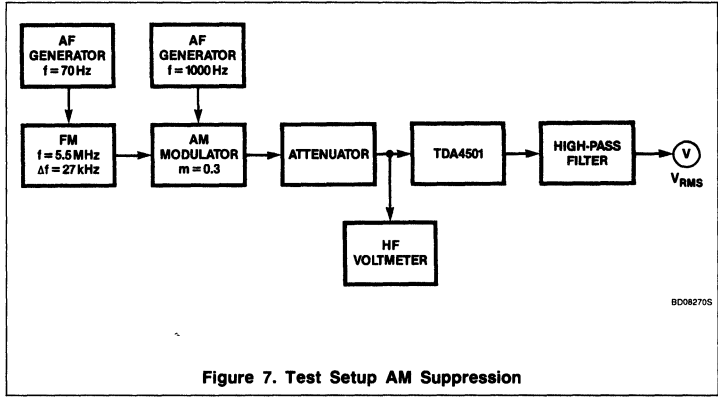 AF
GENERATOR
f = 70 Hz
AF
GENERATOR
f = 1000 Hz
FM
f = 5.5 MHz
Δf = 27 kHz
AM
MODULATOR
m = 0.3
ATTENUATOR
TDA4501
HIGH-PASS
FILTER
V
VRMS
HF
VOLTMETER
BD08270S
Figure 7. Test Setup AM Suppression